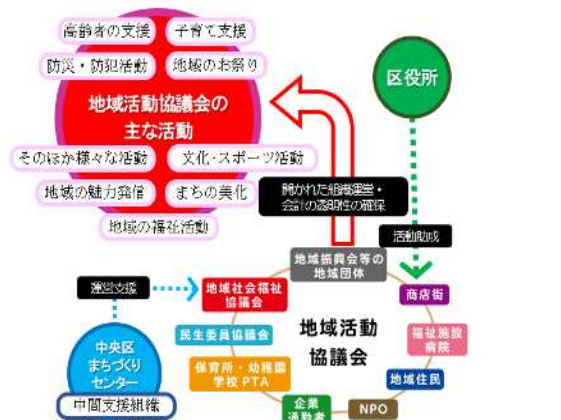 高齢者の支援
子育て支援
防災・防犯活動
地域のお祭り
地域活動協議会の
主な活動
そのほか様々な活動
文化・スポーツ活動
地域の魅力発信
まちの美化
地域の福祉活動
区役所
開かれた組織運営・
会計の透明性の確保
活動助成
運営支援
中央区
まちづくり
センター
中間支援組織
地域振興会等の
地域団体
地域社会福祉
協議会
商店街
民生委員協議会
地域活動
協議会
福祉施設
病院
保育所・幼稚園
学校 PTA
地域住民
企業
通勤者
NPO